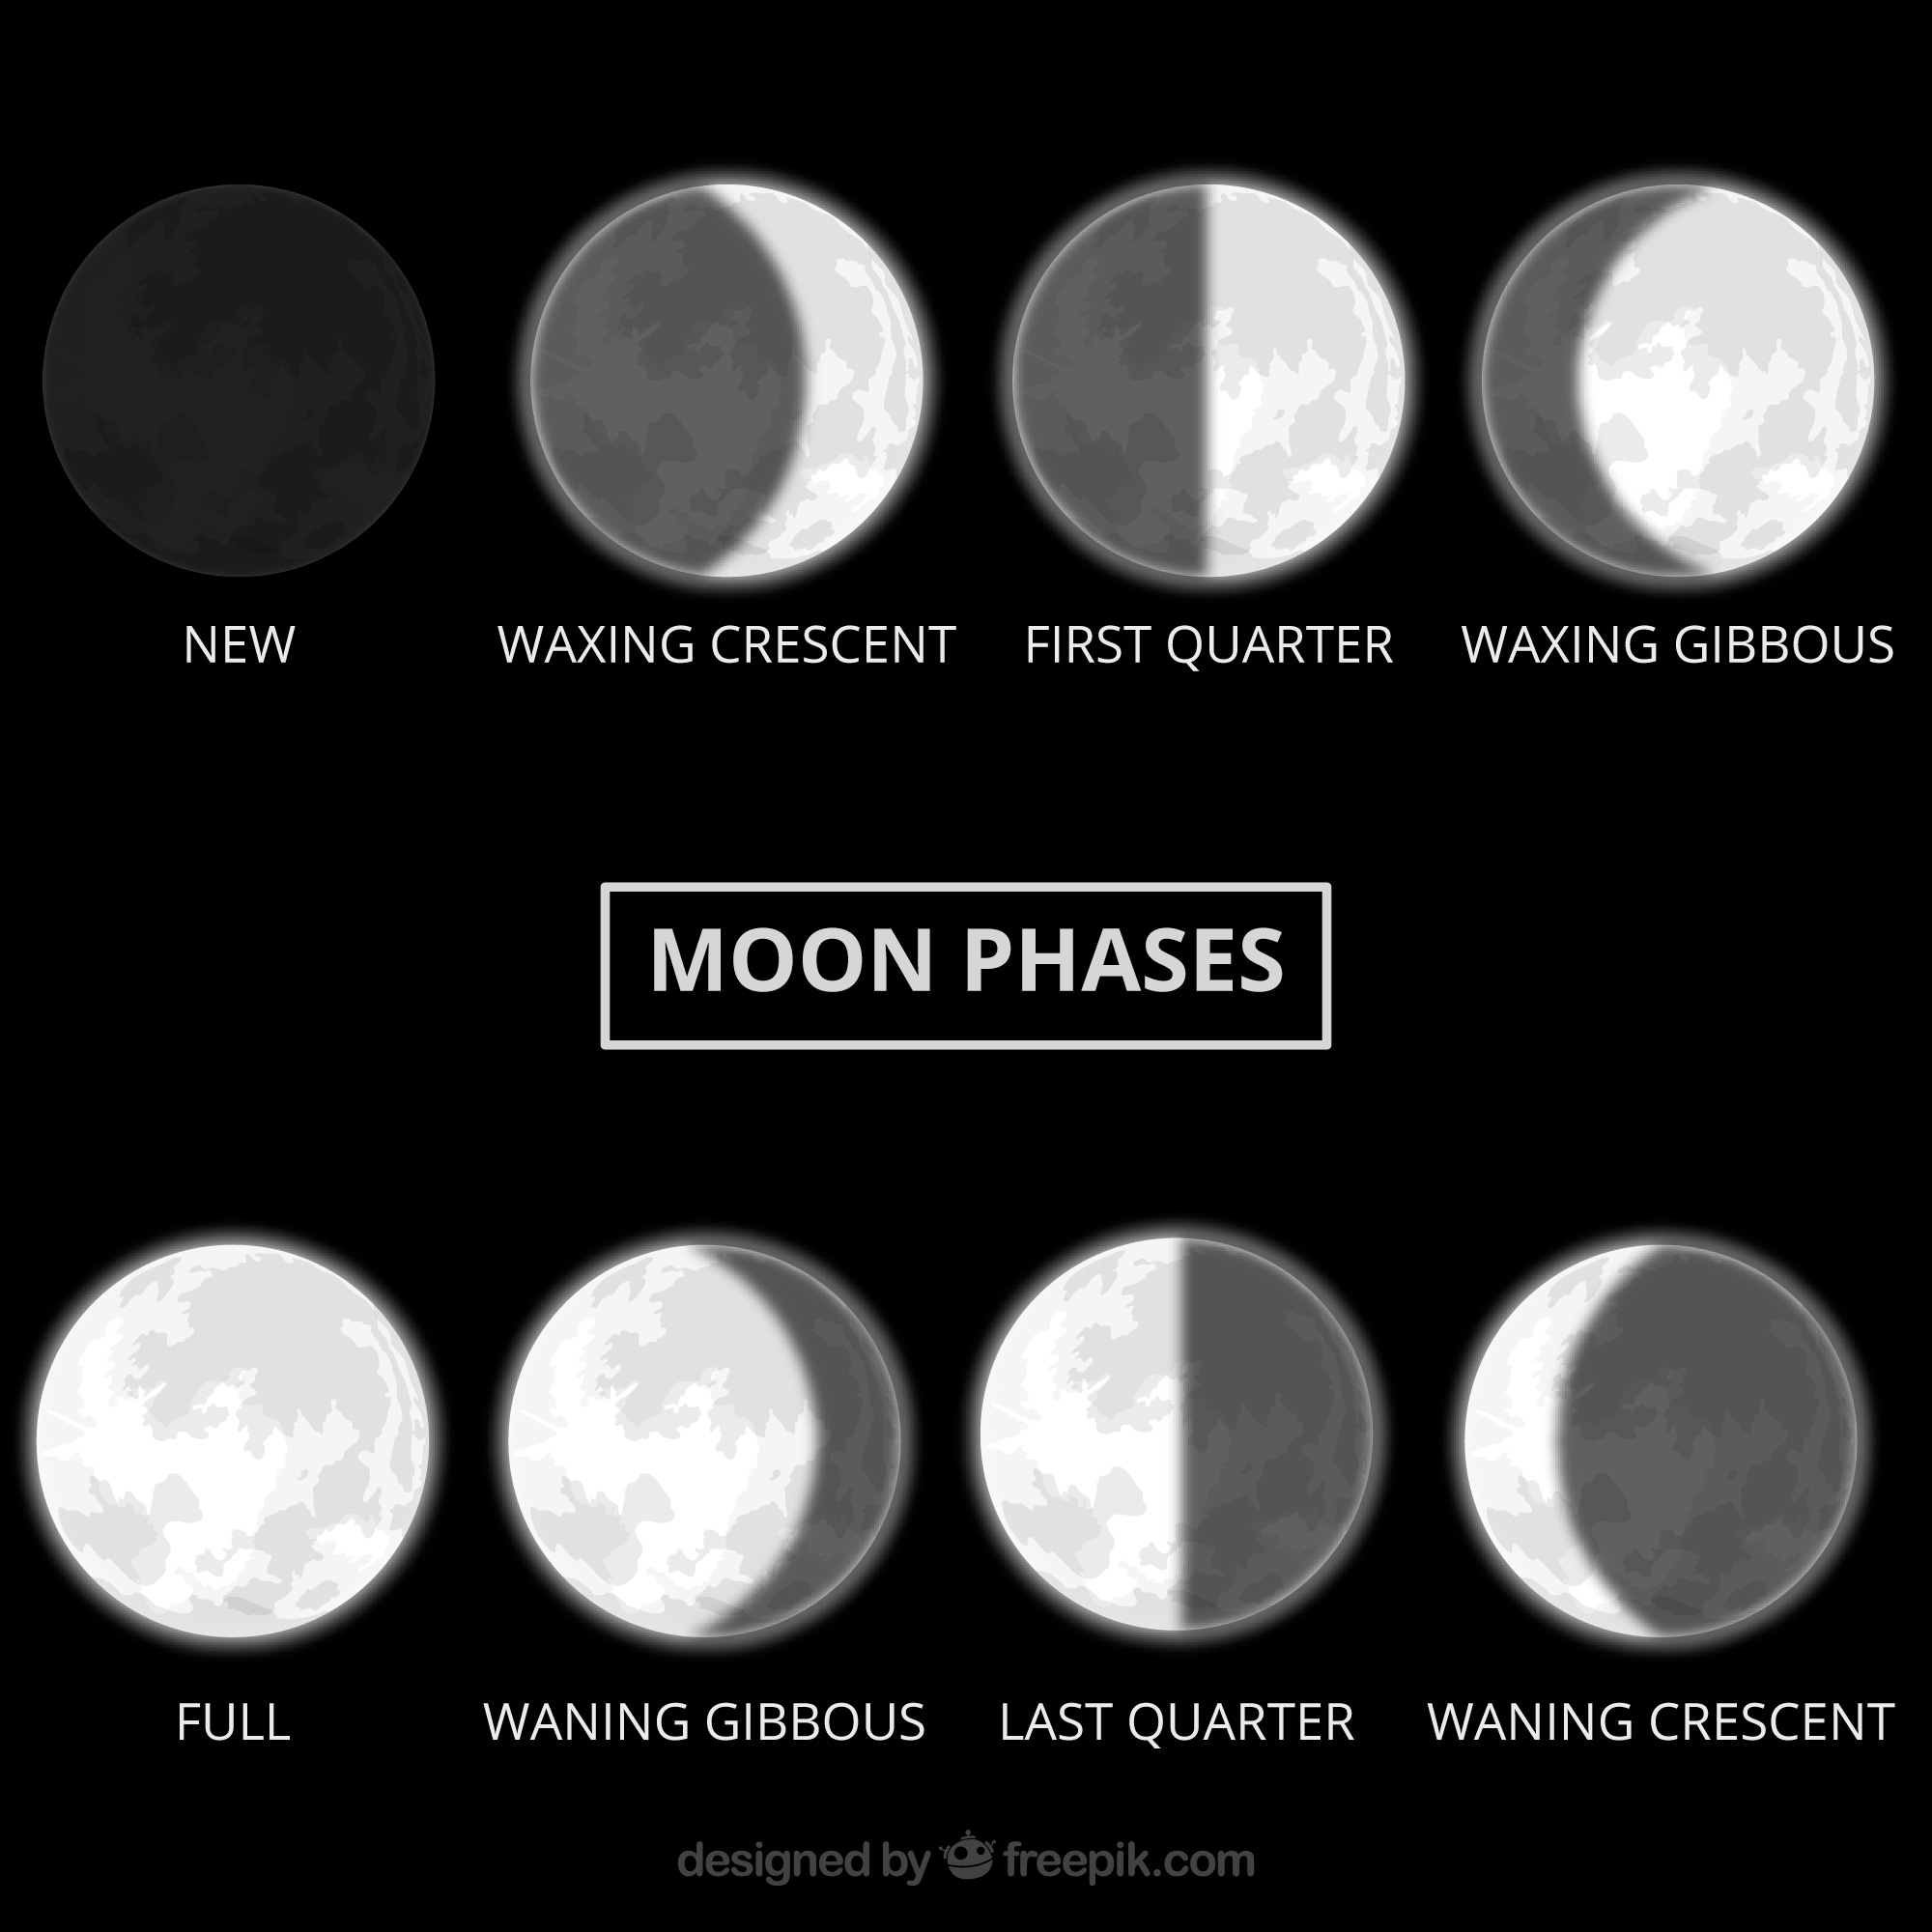 NEW
WAXING CRESCENT
FIRST QUARTER
WAXING GIBBOUS
MOON PHASES
FULL
WANING GIBBOUS
LAST QUARTER
WANING CRESCENT
designed by freepik.com